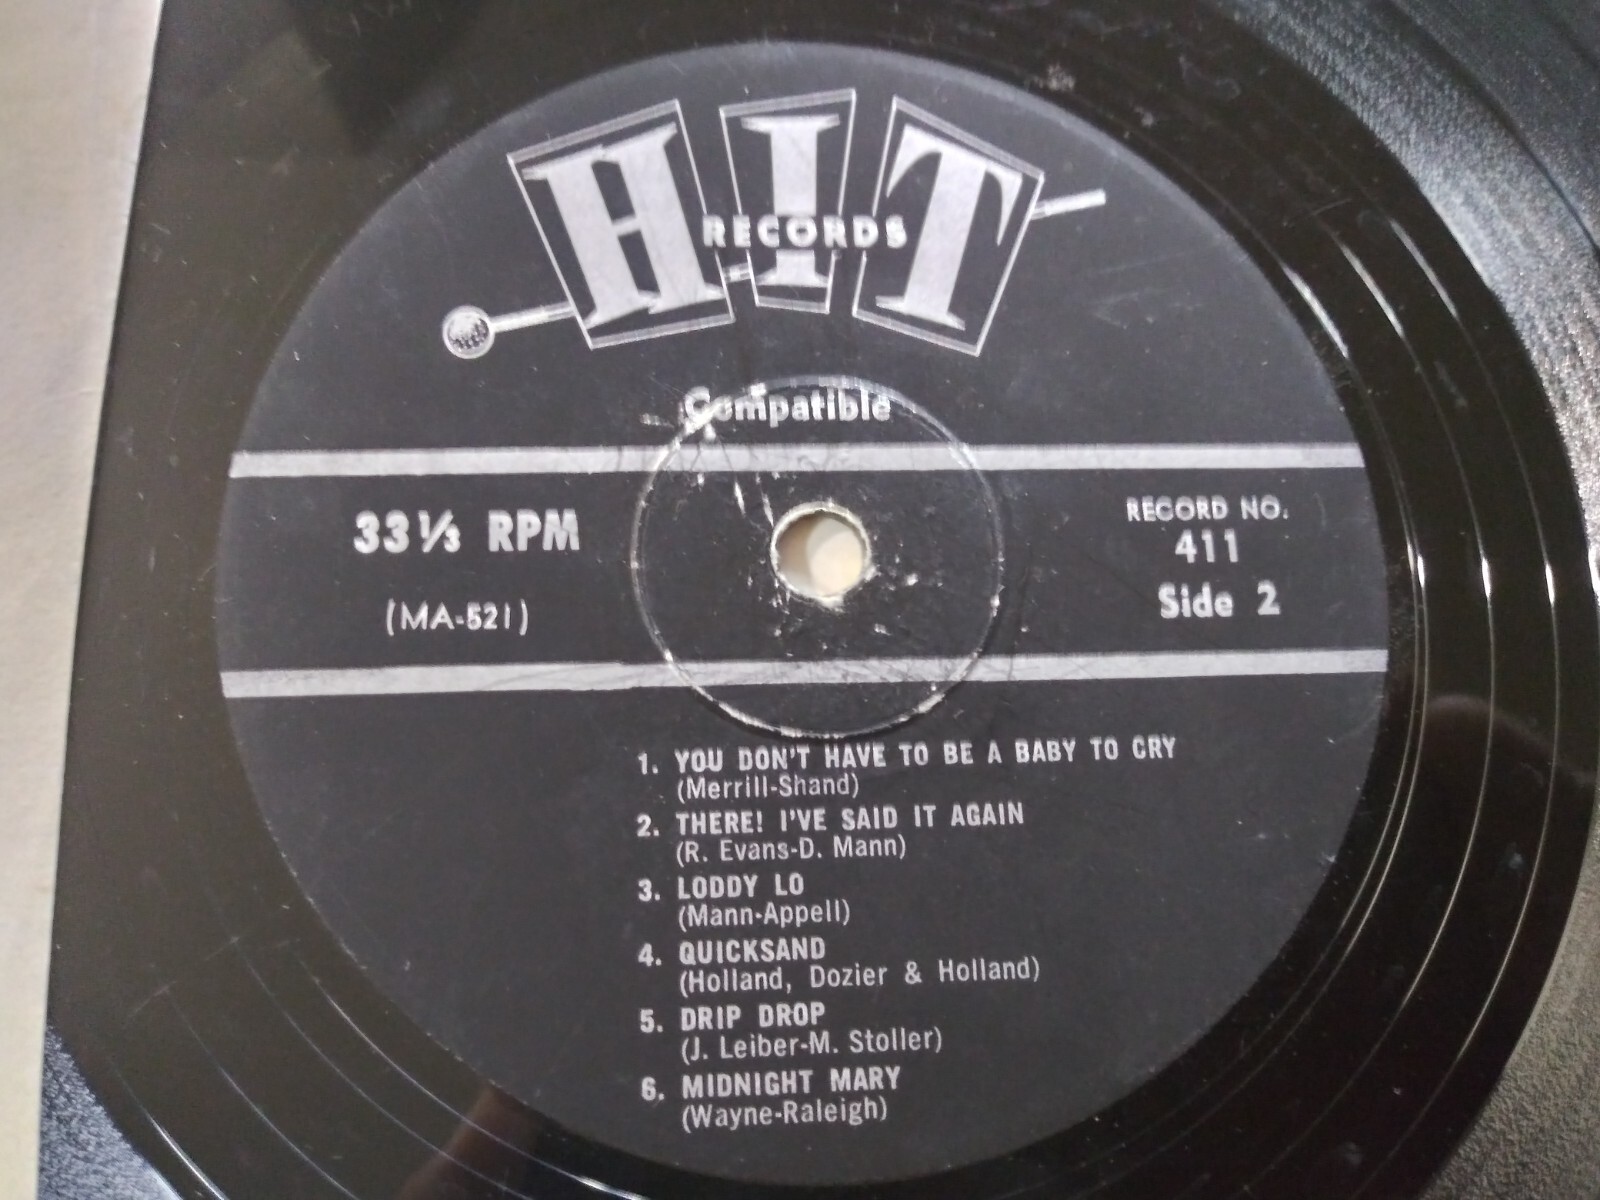 HIT
RECORDS
Compatible
33 1/3 RPM
(MA-521)
RECORD NO.
411
Side 2
1. YOU DON'T HAVE TO BE A BABY TO CRY
(Merrill-Shand)
2. THERE! I'VE SAID IT AGAIN
(R. Evans-D. Mann)
3. LODDY LO
(Mann-Appell)
4. QUICKSAND
(Holland, Dozier & Holland)
5. DRIP DROP
(J. Leiber-M. Stoller)
6. MIDNIGHT MARY
(Wayne-Raleigh)